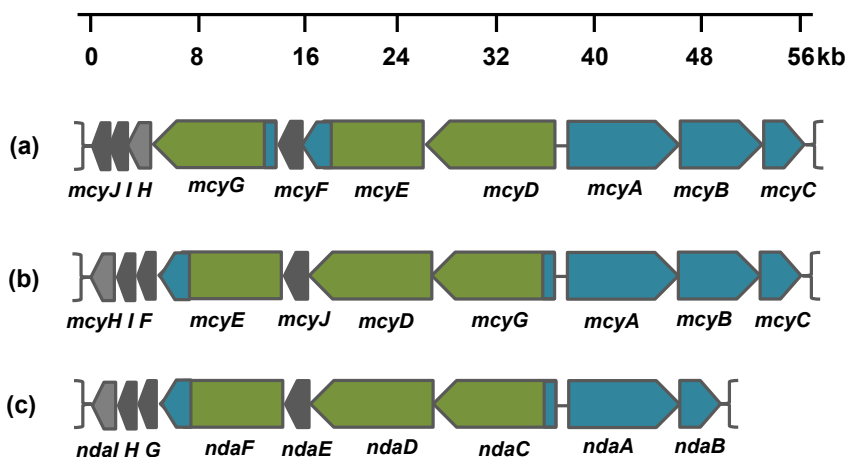 0 8 16 24 32 40 48 56kb
(a)
mcyJ I H mcyG mcyF mcyE mcyD mcyA mcyB mcyC
(b)
mcyH I F mcyE mcyJ mcyD mcyG mcyA mcyB mcyC
(c)
ndaI H G ndaF ndaE ndaD ndaC ndaA ndaB